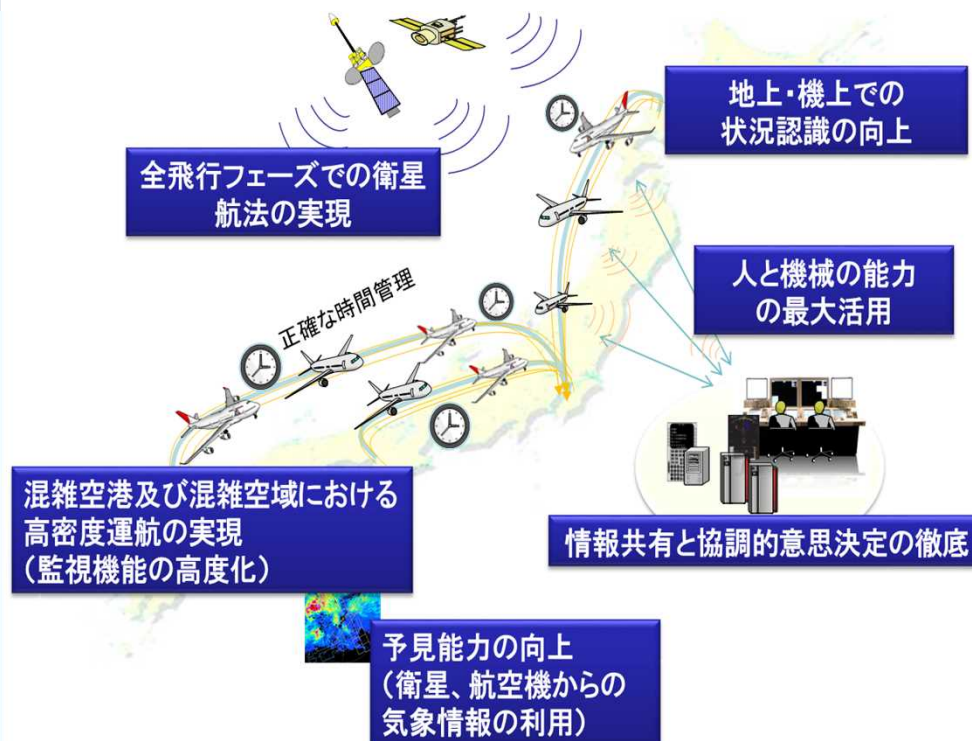 地上・機上での
状況認識の向上
全飛行フェーズでの衛星
航法の実現
人と機械の能力
の最大活用
正確な時間管理
混雑空港及び混雑空域における
高密度運航の実現
(監視機能の高度化)
情報共有と協調的意思決定の徹底
予見能力の向上
(衛星、航空機からの
気象情報の利用)